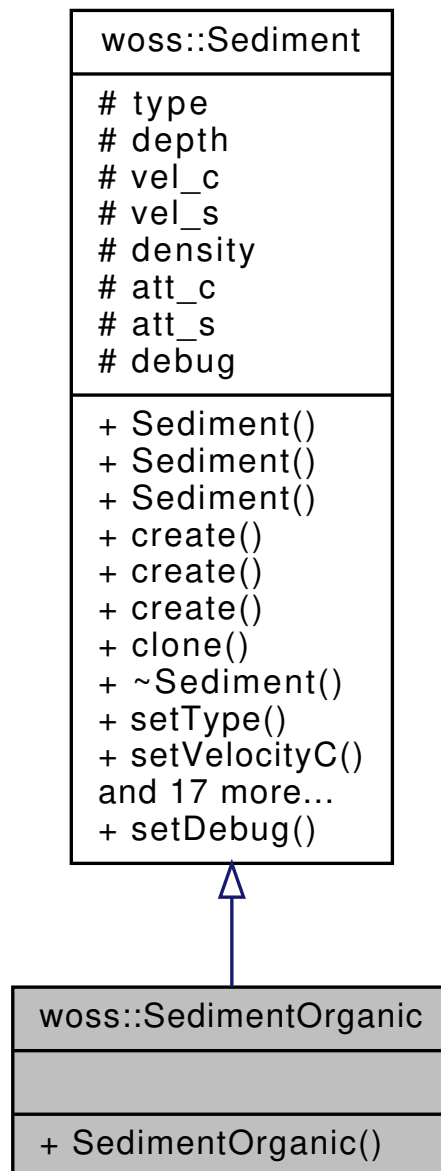 woss::Sediment
# type
# depth
# vel_c
# vel_s
# density
# att_c
# att_s
# debug
+ Sediment()
+ Sediment()
+ Sediment()
+ create()
+ create()
+ create()
+ clone()
+ ~Sediment()
+ setType()
+ setVelocityC()
and 17 more...
+ setDebug()
woss::SedimentOrganic
+ SedimentOrganic()